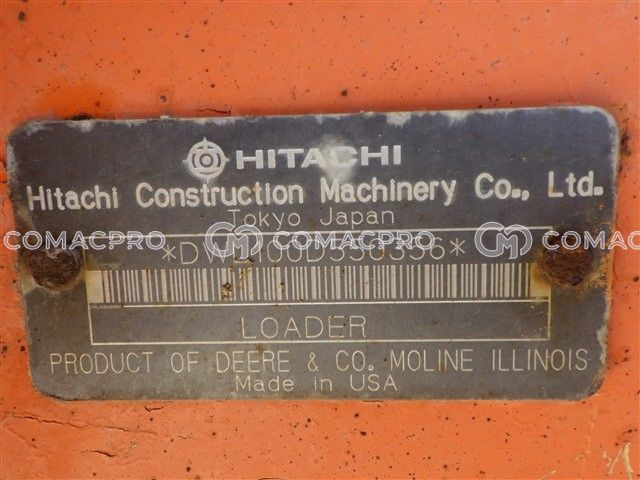 HITACHI
Hitachi Construction Machinery Co., Ltd.
Tokyo Japan
COMACPRO COMACPRO COMACPRO
LOADER
PRODUCT OF DEERE & CO. MOLINE ILLINOIS
Made in USA